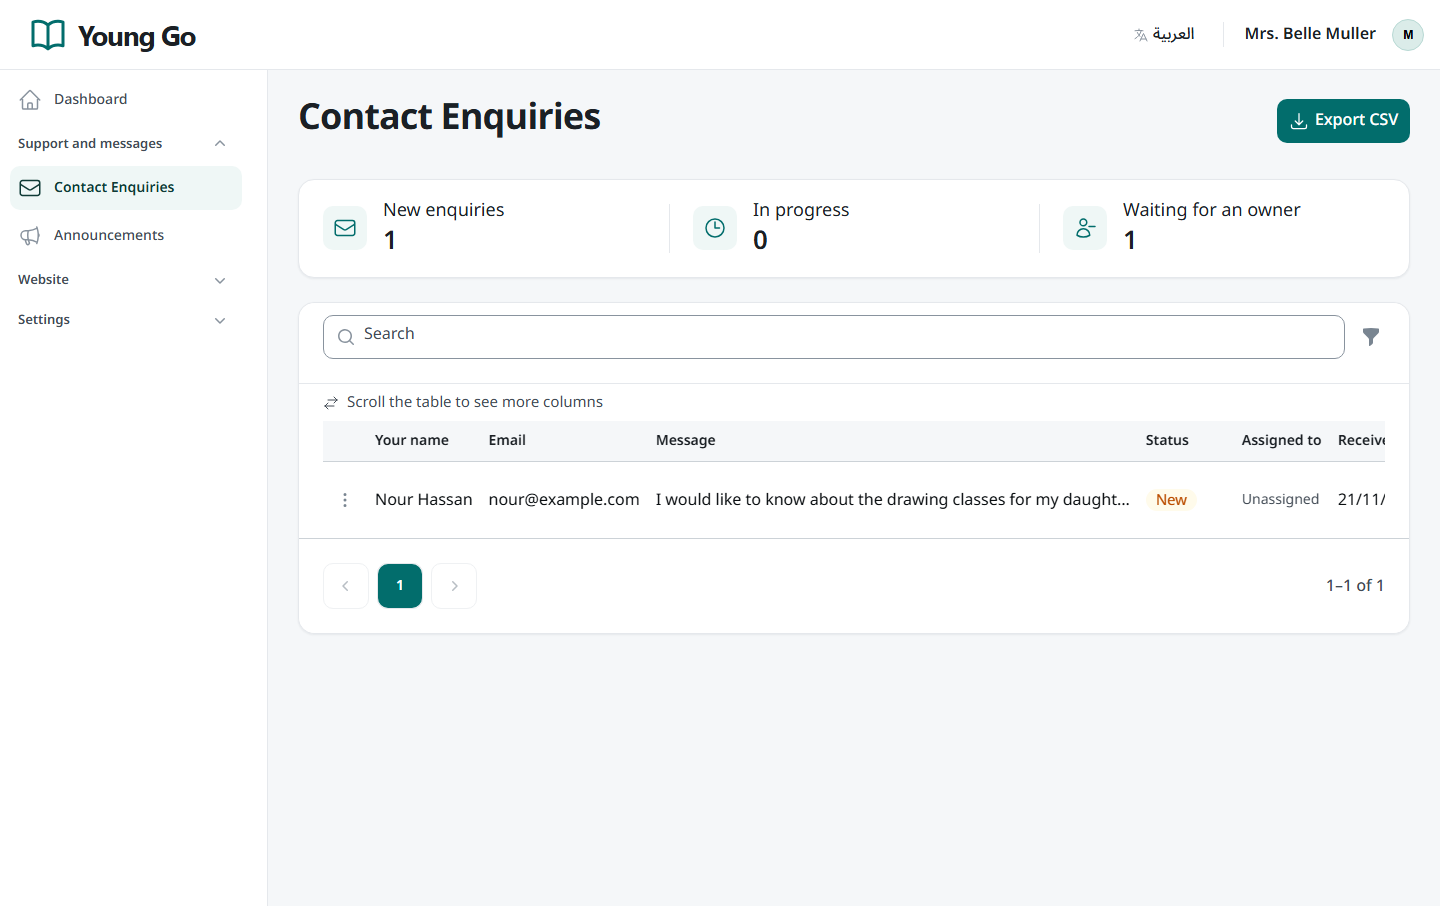 Young Go
العربية
Mrs. Belle Muller
M
Dashboard
Support and messages
Contact Enquiries
Announcements
Website
Settings
Contact Enquiries
Export CSV
New enquiries
1
In progress
0
Waiting for an owner
1
Search
Scroll the table to see more columns
Your name Email Message Status Assigned to Receive
Nour Hassan nour@example.com I would like to know about the drawing classes for my daught... New Unassigned 21/11/
1
1–1 of 1